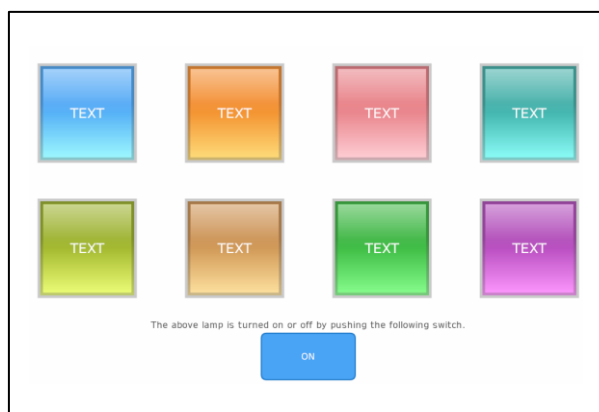 TEXT TEXT TEXT TEXT
TEXT TEXT TEXT TEXT
The above lamp is turned on or off by pushing the following switch.
ON